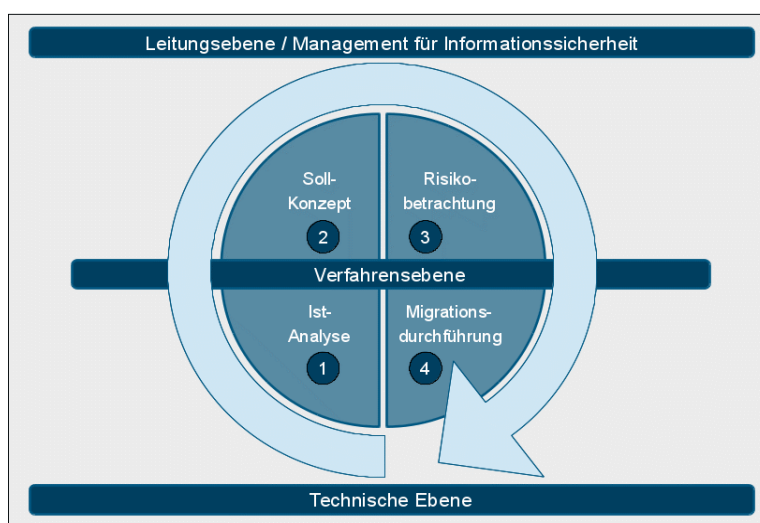 Leitungsebene / Management für Informationssicherheit
Soll-
Konzept
2
Risiko-
betrachtung
3
Verfahrensebene
Ist-
Analyse
1
Migrations-
durchführung
4
Technische Ebene